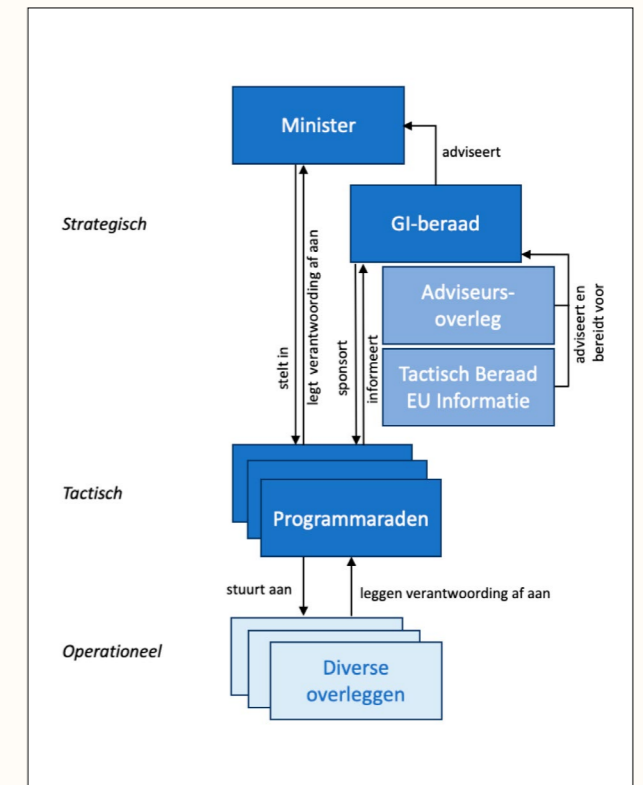 Minister
adviseert
Strategisch
GI-beraad
Adviseurs-
overleg
Tactisch Beraad
EU Informatie
adviseert en
bereidt voor
stelt in
legt verantwoording af aan
sponsort
informeert
Tactisch
Programmaraden
stuurt aan
leggen verantwoording af aan
Operationeel
Diverse
overleggen